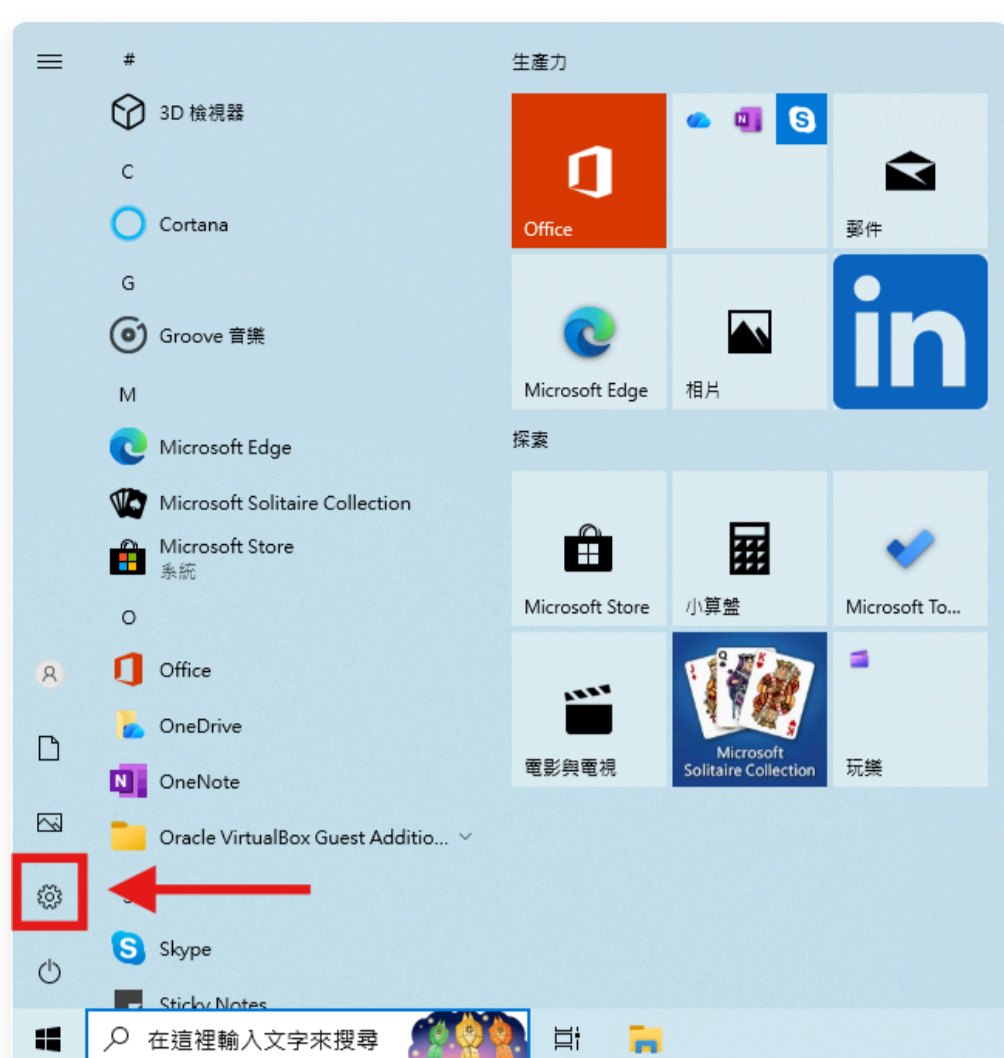 #
3D 檢視器
C
Cortana
G
Groove 音樂
M
Microsoft Edge
Microsoft Solitaire Collection
Microsoft Store
系統
O
Office
OneDrive
OneNote
Oracle VirtualBox Guest Additio...
Skype
Sticky Notes
生產力
Office
郵件
Microsoft Edge
相片
in
探索
Microsoft Store
小算盤
Microsoft To...
電影與電視
Microsoft
Solitaire Collection
玩樂
在這裡輸入文字來搜尋